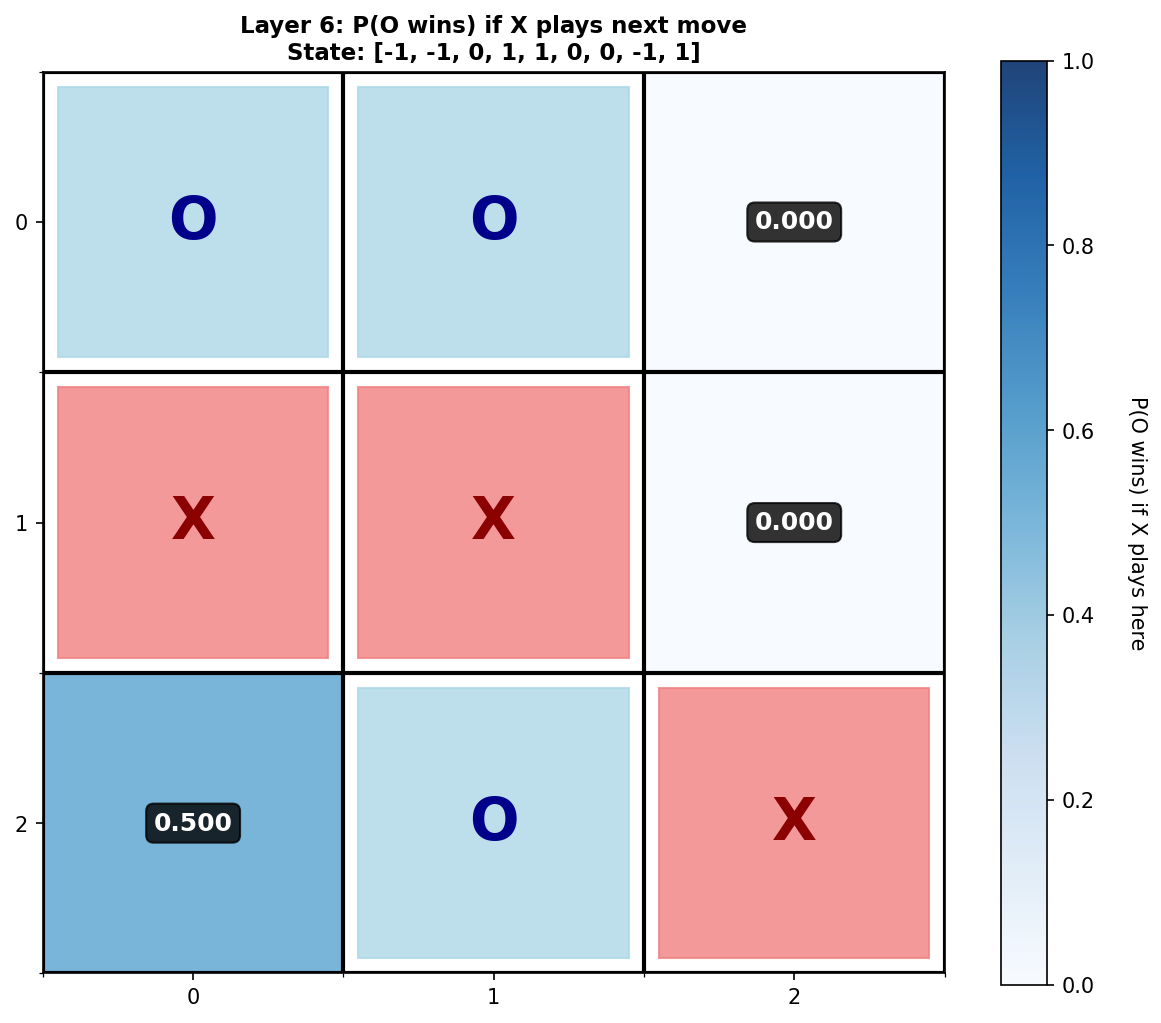 Layer 6: P(O wins) if X plays next move
State: [-1, -1, 0, 1, 1, 0, 0, -1, 1]
O O 0.000
X X 0.000
0.500 O X
0
1
2
0 1 2
1.0
0.8
0.6
0.4
0.2
0.0
P(O wins) if X plays here